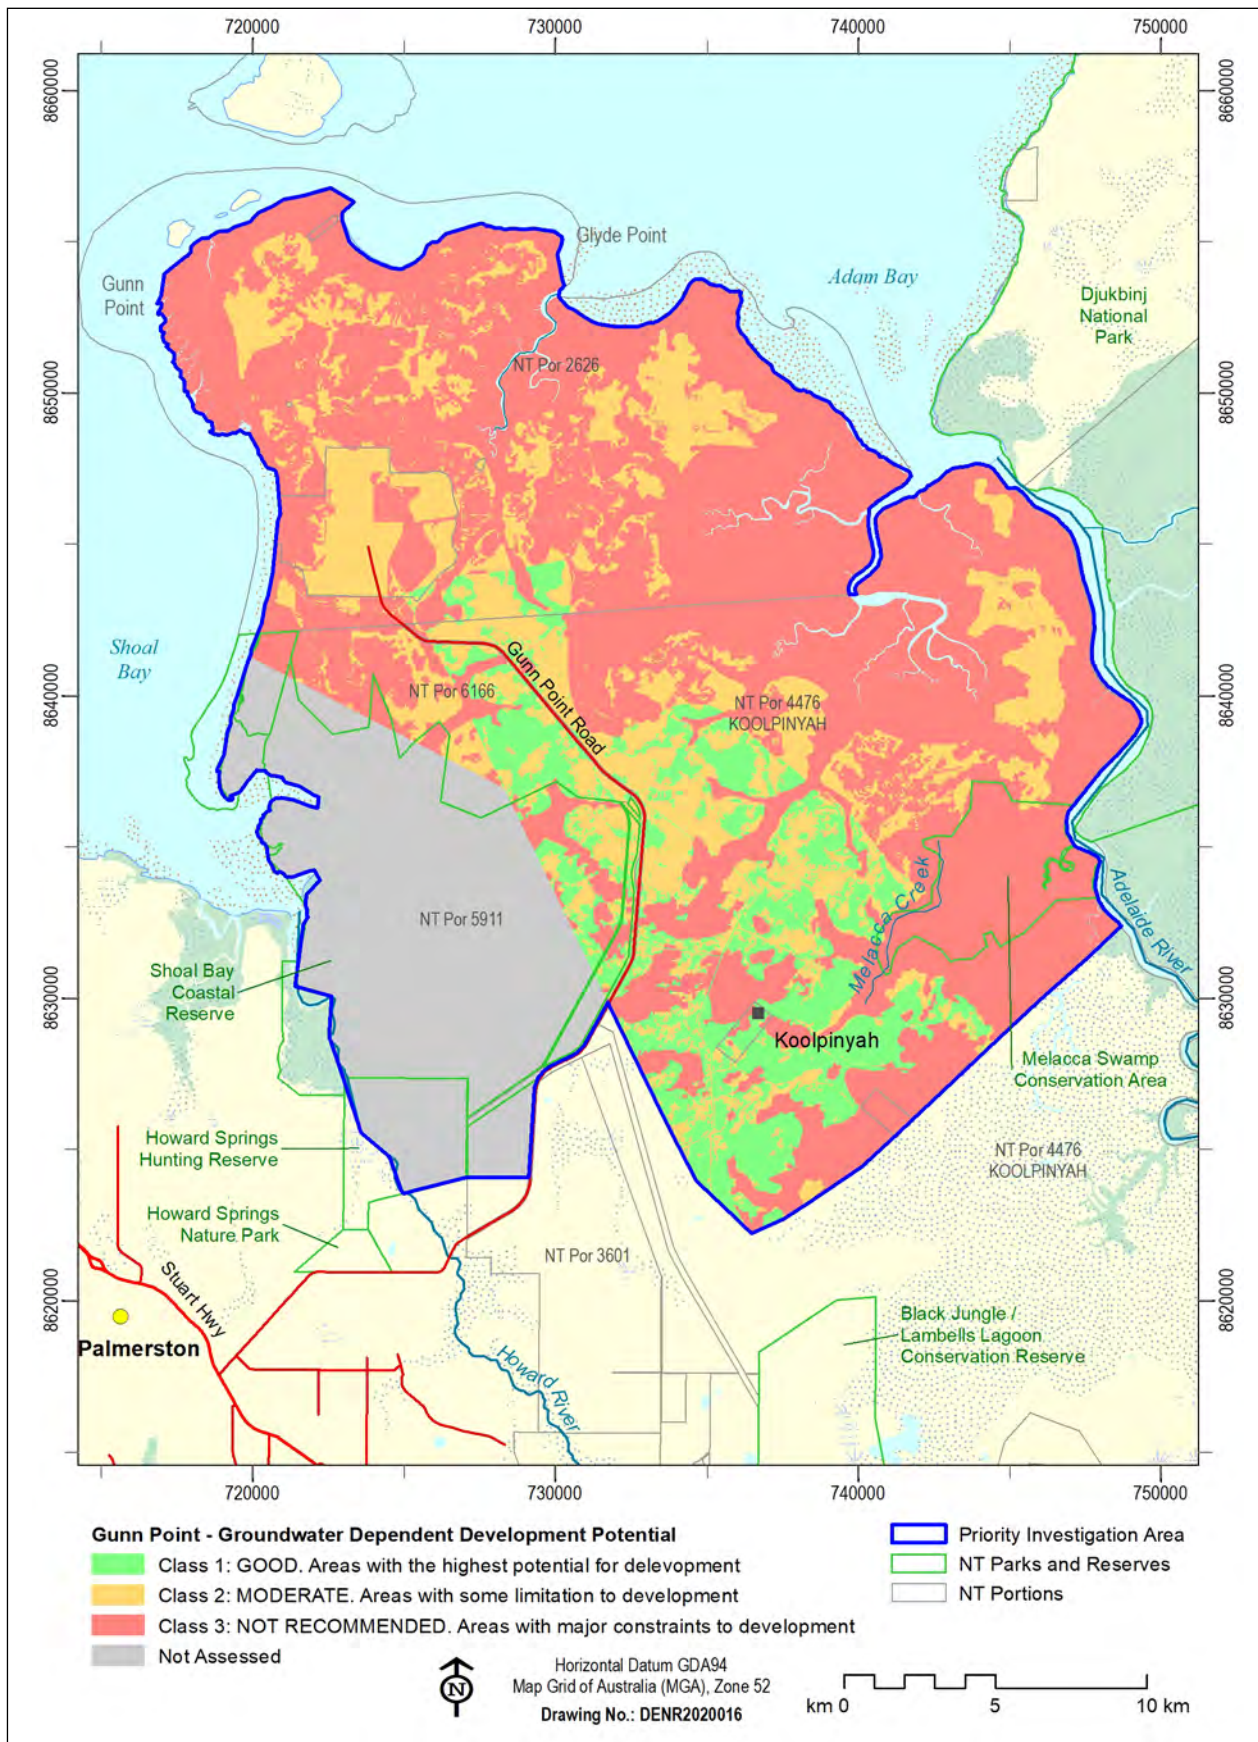 720000
730000
740000
750000
8660000
8660000
Glyde Point
Adam Bay
Gunn
Point
Djukbinj
National
Park
NT Por 2626
8650000
8650000
Shoal
Bay
Gunn Point Road
NT Por 6166
NT Por 4476
KOOLPINYAH
8640000
8640000
Melacca Creek
Adelaide River
NT Por 5911
Shoal Bay
Coastal
Reserve
8630000
8630000
Koolpinyah
Melacca Swamp
Conservation Area
Howard Springs
Hunting Reserve
NT Por 4476
KOOLPINYAH
Howard Springs
Nature Park
NT Por 3601
Stuart Hwy
8620000
8620000
Palmerston
Howard River
Black Jungle /
Lambells Lagoon
Conservation Reserve
720000
730000
740000
750000
Gunn Point - Groundwater Dependent Development Potential
Class 1: GOOD. Areas with the highest potential for delevopment
Class 2: MODERATE. Areas with some limitation to development
Class 3: NOT RECOMMENDED. Areas with major constraints to development
Not Assessed
Priority Investigation Area
NT Parks and Reserves
NT Portions
N
Horizontal Datum GDA94
Map Grid of Australia (MGA), Zone 52
Drawing No.: DENR2020016
km 0 5 10 km